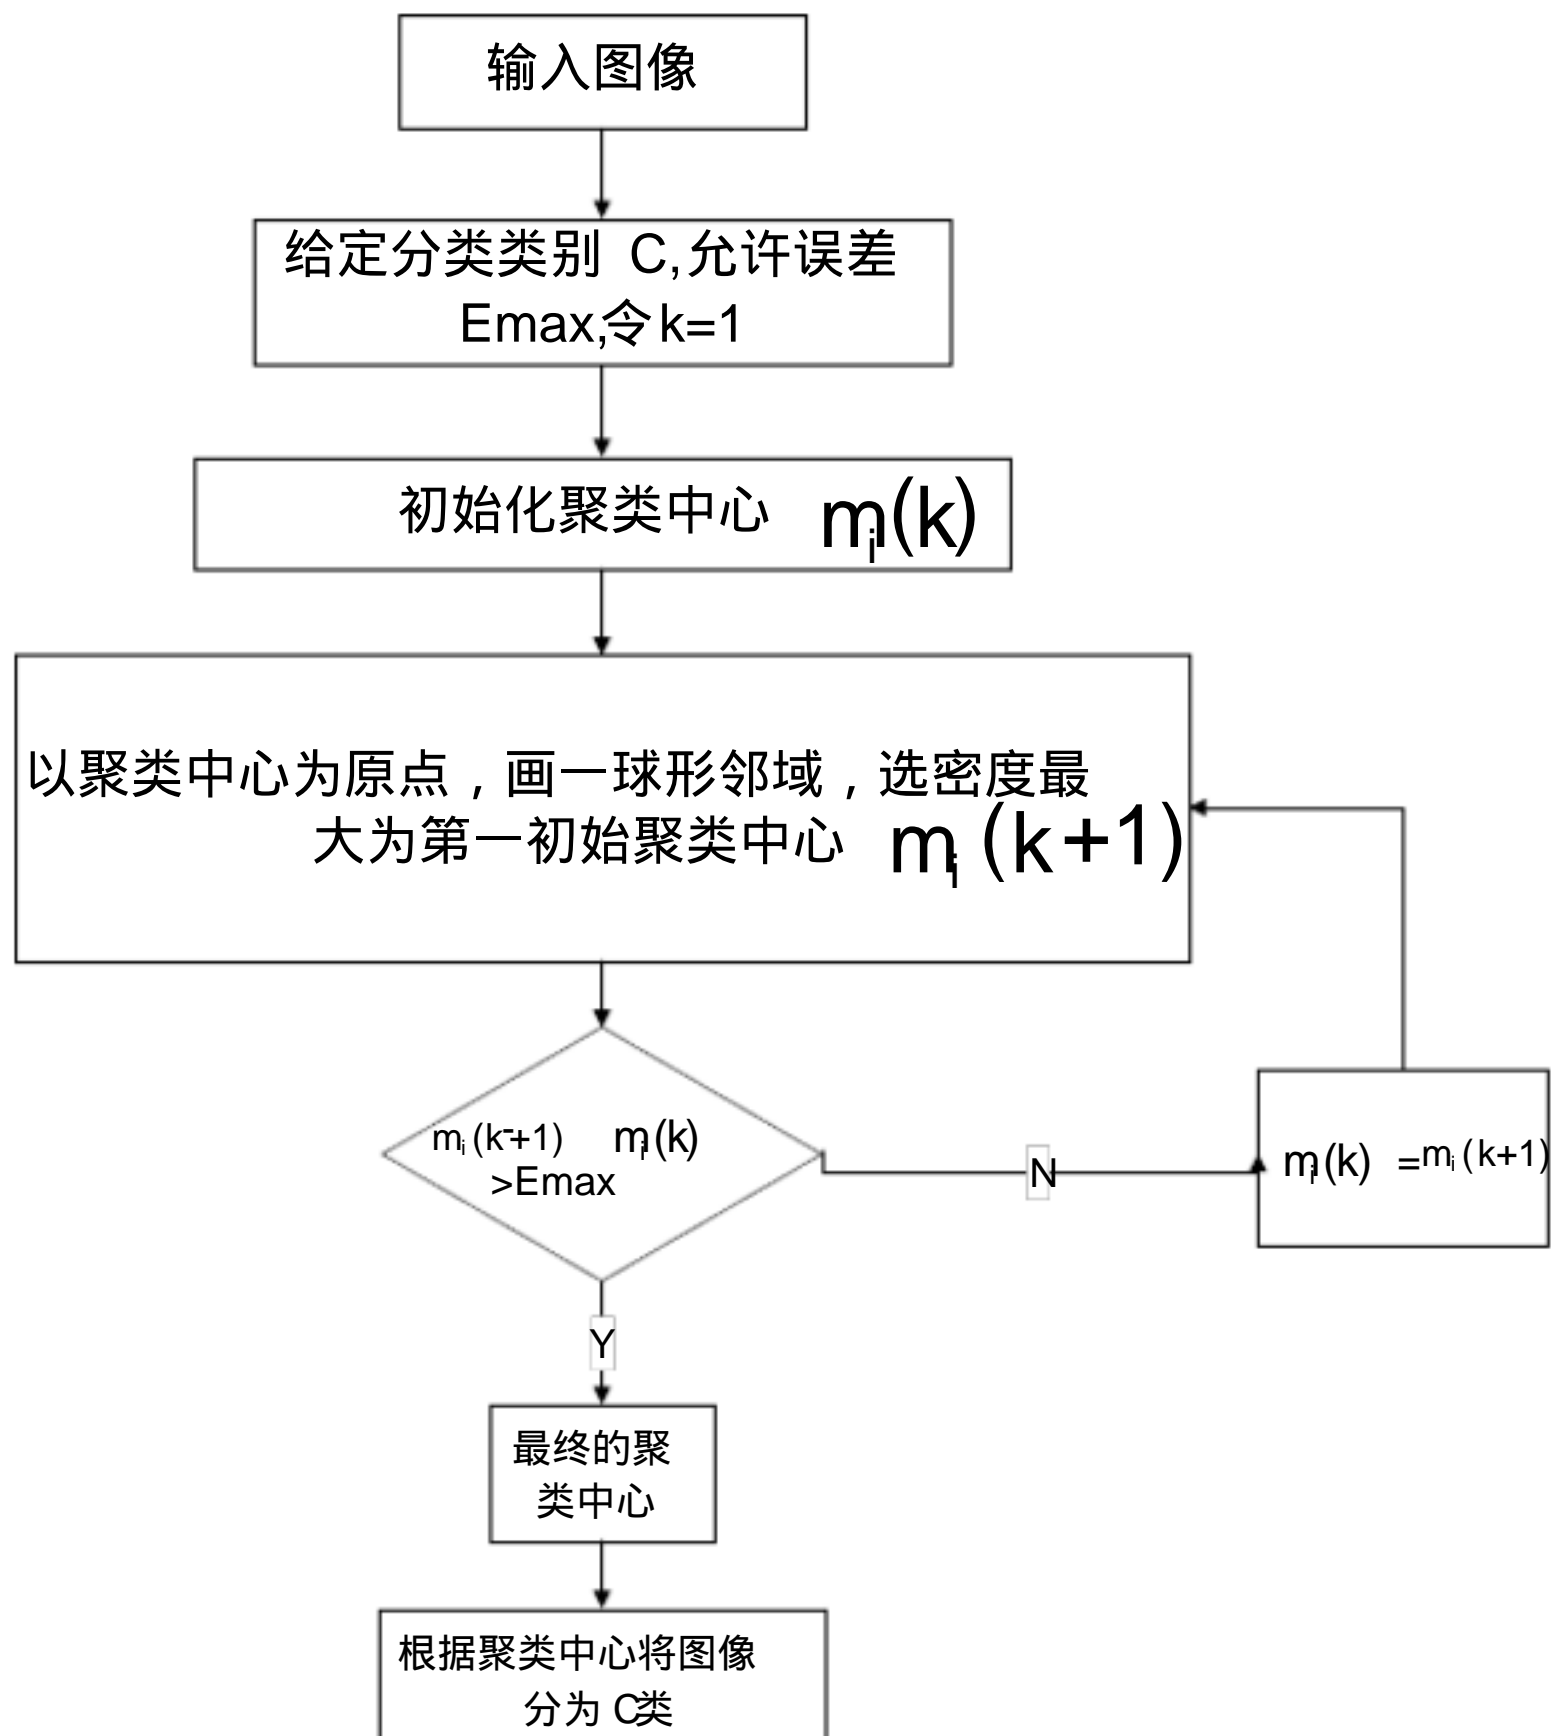 输入图像
给定分类类别 C,允许误差
Emax,令k=1
初始化聚类中心 mi(k)
以聚类中心为原点，画一球形邻域，选密度最
大为第一初始聚类中心 mi(k+1)
mi(k+1)-mi(k)
>Emax
N
mi(k) =mi(k+1)
Y
最终的聚
类中心
根据聚类中心将图像
分为 C类